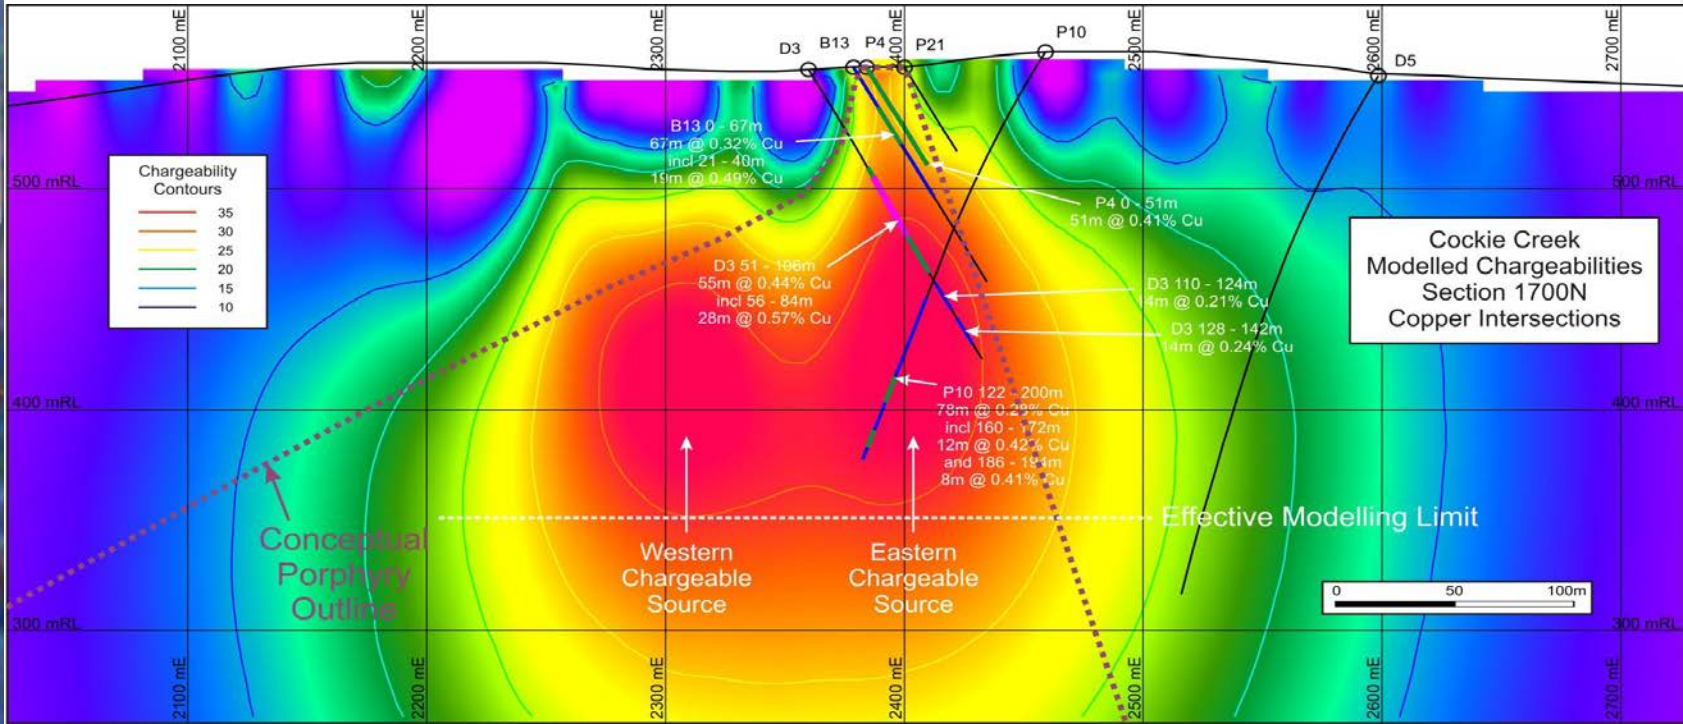 2100 mE
2200 mE
2300 mE
2400 mE
2500 mE
2600 mE
2700 mE
D3
B13
P4
P21
P10
D5
Chargeability
Contours
35
30
25
20
15
10
B13 0 - 67m
67m @ 0.32% Cu
incl 21 - 40m
19m @ 0.49% Cu
500 mRL
500 mRL
P4 0 - 51m
51m @ 0.41% Cu
Cockie Creek
Modelled Chargeabilities
Section 1700N
Copper Intersections
D3 51 - 106m
55m @ 0.44% Cu
incl 56 - 84m
28m @ 0.57% Cu
D3 110 - 124m
14m @ 0.21% Cu
D3 128 - 142m
14m @ 0.24% Cu
400 mRL
400 mRL
P10 122 - 200m
78m @ 0.28% Cu
incl 160 - 172m
12m @ 0.42% Cu
and 186 - 194m
8m @ 0.41% Cu
Effective Modelling Limit
Conceptual
Porphyry
Outline
Western
Chargeable
Source
Eastern
Chargeable
Source
0 50 100m
300 mRL
300 mRL
2100 mE
2200 mE
2300 mE
2400 mE
2500 mE
2600 mE
2700 mE